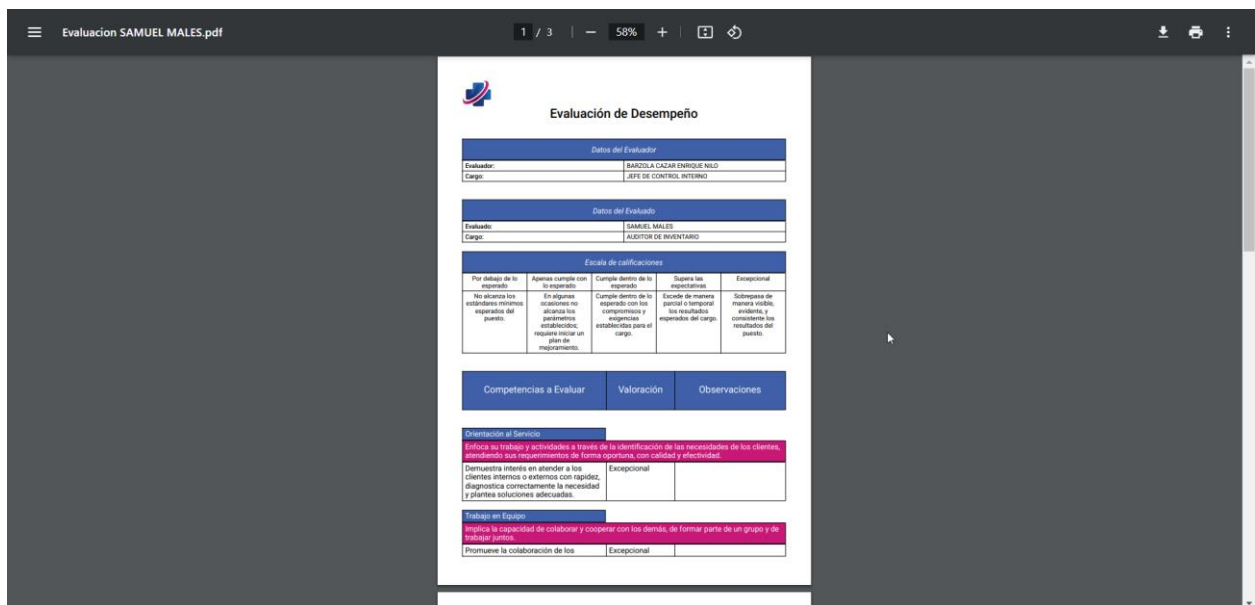 Evaluacion SAMUEL MALES.pdf
1 / 3
58%
Evaluación de Desempeño
Datos del Evaluador
Evaluador: BARZOLA CAZAR ENRIQUE NILO
Cargo: JEFE DE CONTROL INTERNO
Datos del Evaluado
Evaluado: SAMUEL MALES
Cargo: AUDITOR DE INVENTARIO
Escala de calificaciones
Por debajo de lo
esperado
Apenas cumple con
lo esperado
Cumple dentro de lo
esperado
Supera las
expectativas
Excepcional
No alcanza los
estándares mínimos
esperados del
puesto.
En algunas
ocasiones no
alcanza los
parámetros
establecidos;
requiere iniciar un
plan de
mejoramiento.
Cumple dentro de lo
esperado con los
compromisos y
exigencias
establecidas para el
cargo.
Excede de manera
parcial o temporal
los resultados
esperados del cargo.
Sobrepasa de
manera visible,
evidente, y
consistente los
resultados del
puesto.
Competencias a Evaluar
Valoración
Observaciones
Orientación al Servicio
Enfoca su trabajo y actividades a través de la identificación de las necesidades de los clientes,
atendiendo sus requerimientos de forma oportuna, con calidad y efectividad.
Demuestra interés en atender a los
clientes internos o externos con rapidez,
diagnostica correctamente la necesidad
y plantea soluciones adecuadas.
Excepcional
Trabajo en Equipo
Implica la capacidad de colaborar y cooperar con los demás, de formar parte de un grupo y de
trabajar juntos.
Promueve la colaboración de los
Excepcional